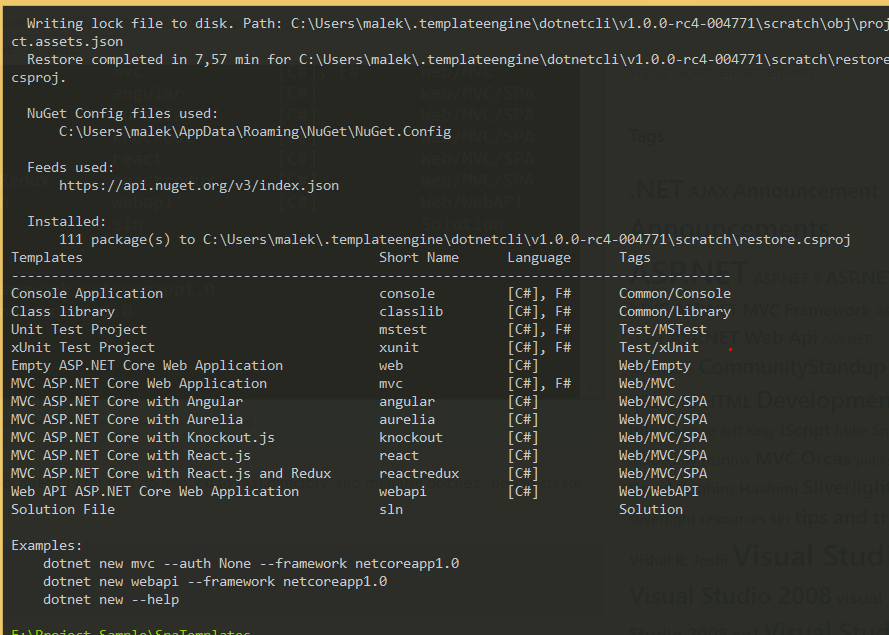 Writing lock file to disk. Path: C:\Users\malek\.templateengine\dotnetcli\v1.0.0-rc4-004771\scratch\obj\proj
ct.assets.json
Restore completed in 7,57 min for C:\Users\malek\.templateengine\dotnetcli\v1.0.0-rc4-004771\scratch\restore
csproj.
NuGet Config files used:
C:\Users\malek\AppData\Roaming\NuGet\NuGet.Config
Feeds used:
https://api.nuget.org/v3/index.json
Installed:
111 package(s) to C:\Users\malek\.templateengine\dotnetcli\v1.0.0-rc4-004771\scratch\restore.csproj
Templates Short Name Language Tags
--------------------------------------------------------------------------------------
Console Application console [C#], F# Common/Console
Class library classlib [C#], F# Common/Library
Unit Test Project mstest [C#], F# Test/MSTest
xUnit Test Project xunit [C#], F# Test/xUnit
Empty ASP.NET Core Web Application web [C#] Web/Empty
MVC ASP.NET Core Web Application mvc [C#], F# Web/MVC
MVC ASP.NET Core with Angular angular [C#] Web/MVC/SPA
MVC ASP.NET Core with Aurelia aurelia [C#] Web/MVC/SPA
MVC ASP.NET Core with Knockout.js knockout [C#] Web/MVC/SPA
MVC ASP.NET Core with React.js react [C#] Web/MVC/SPA
MVC ASP.NET Core with React.js and Redux reactredux [C#] Web/MVC/SPA
Web API ASP.NET Core Web Application webapi [C#] Web/WebAPI
Solution File sln Solution
Examples:
dotnet new mvc --auth None --framework netcoreapp1.0
dotnet new webapi --framework netcoreapp1.0
dotnet new --help